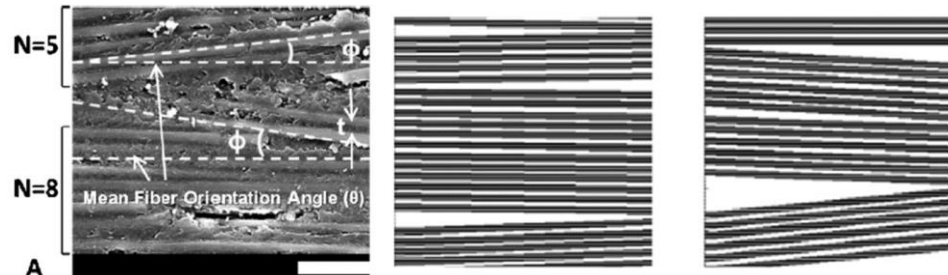 N=5
ϕ
t
ϕ
N=8
Mean Fiber Orientation Angle (θ)
A